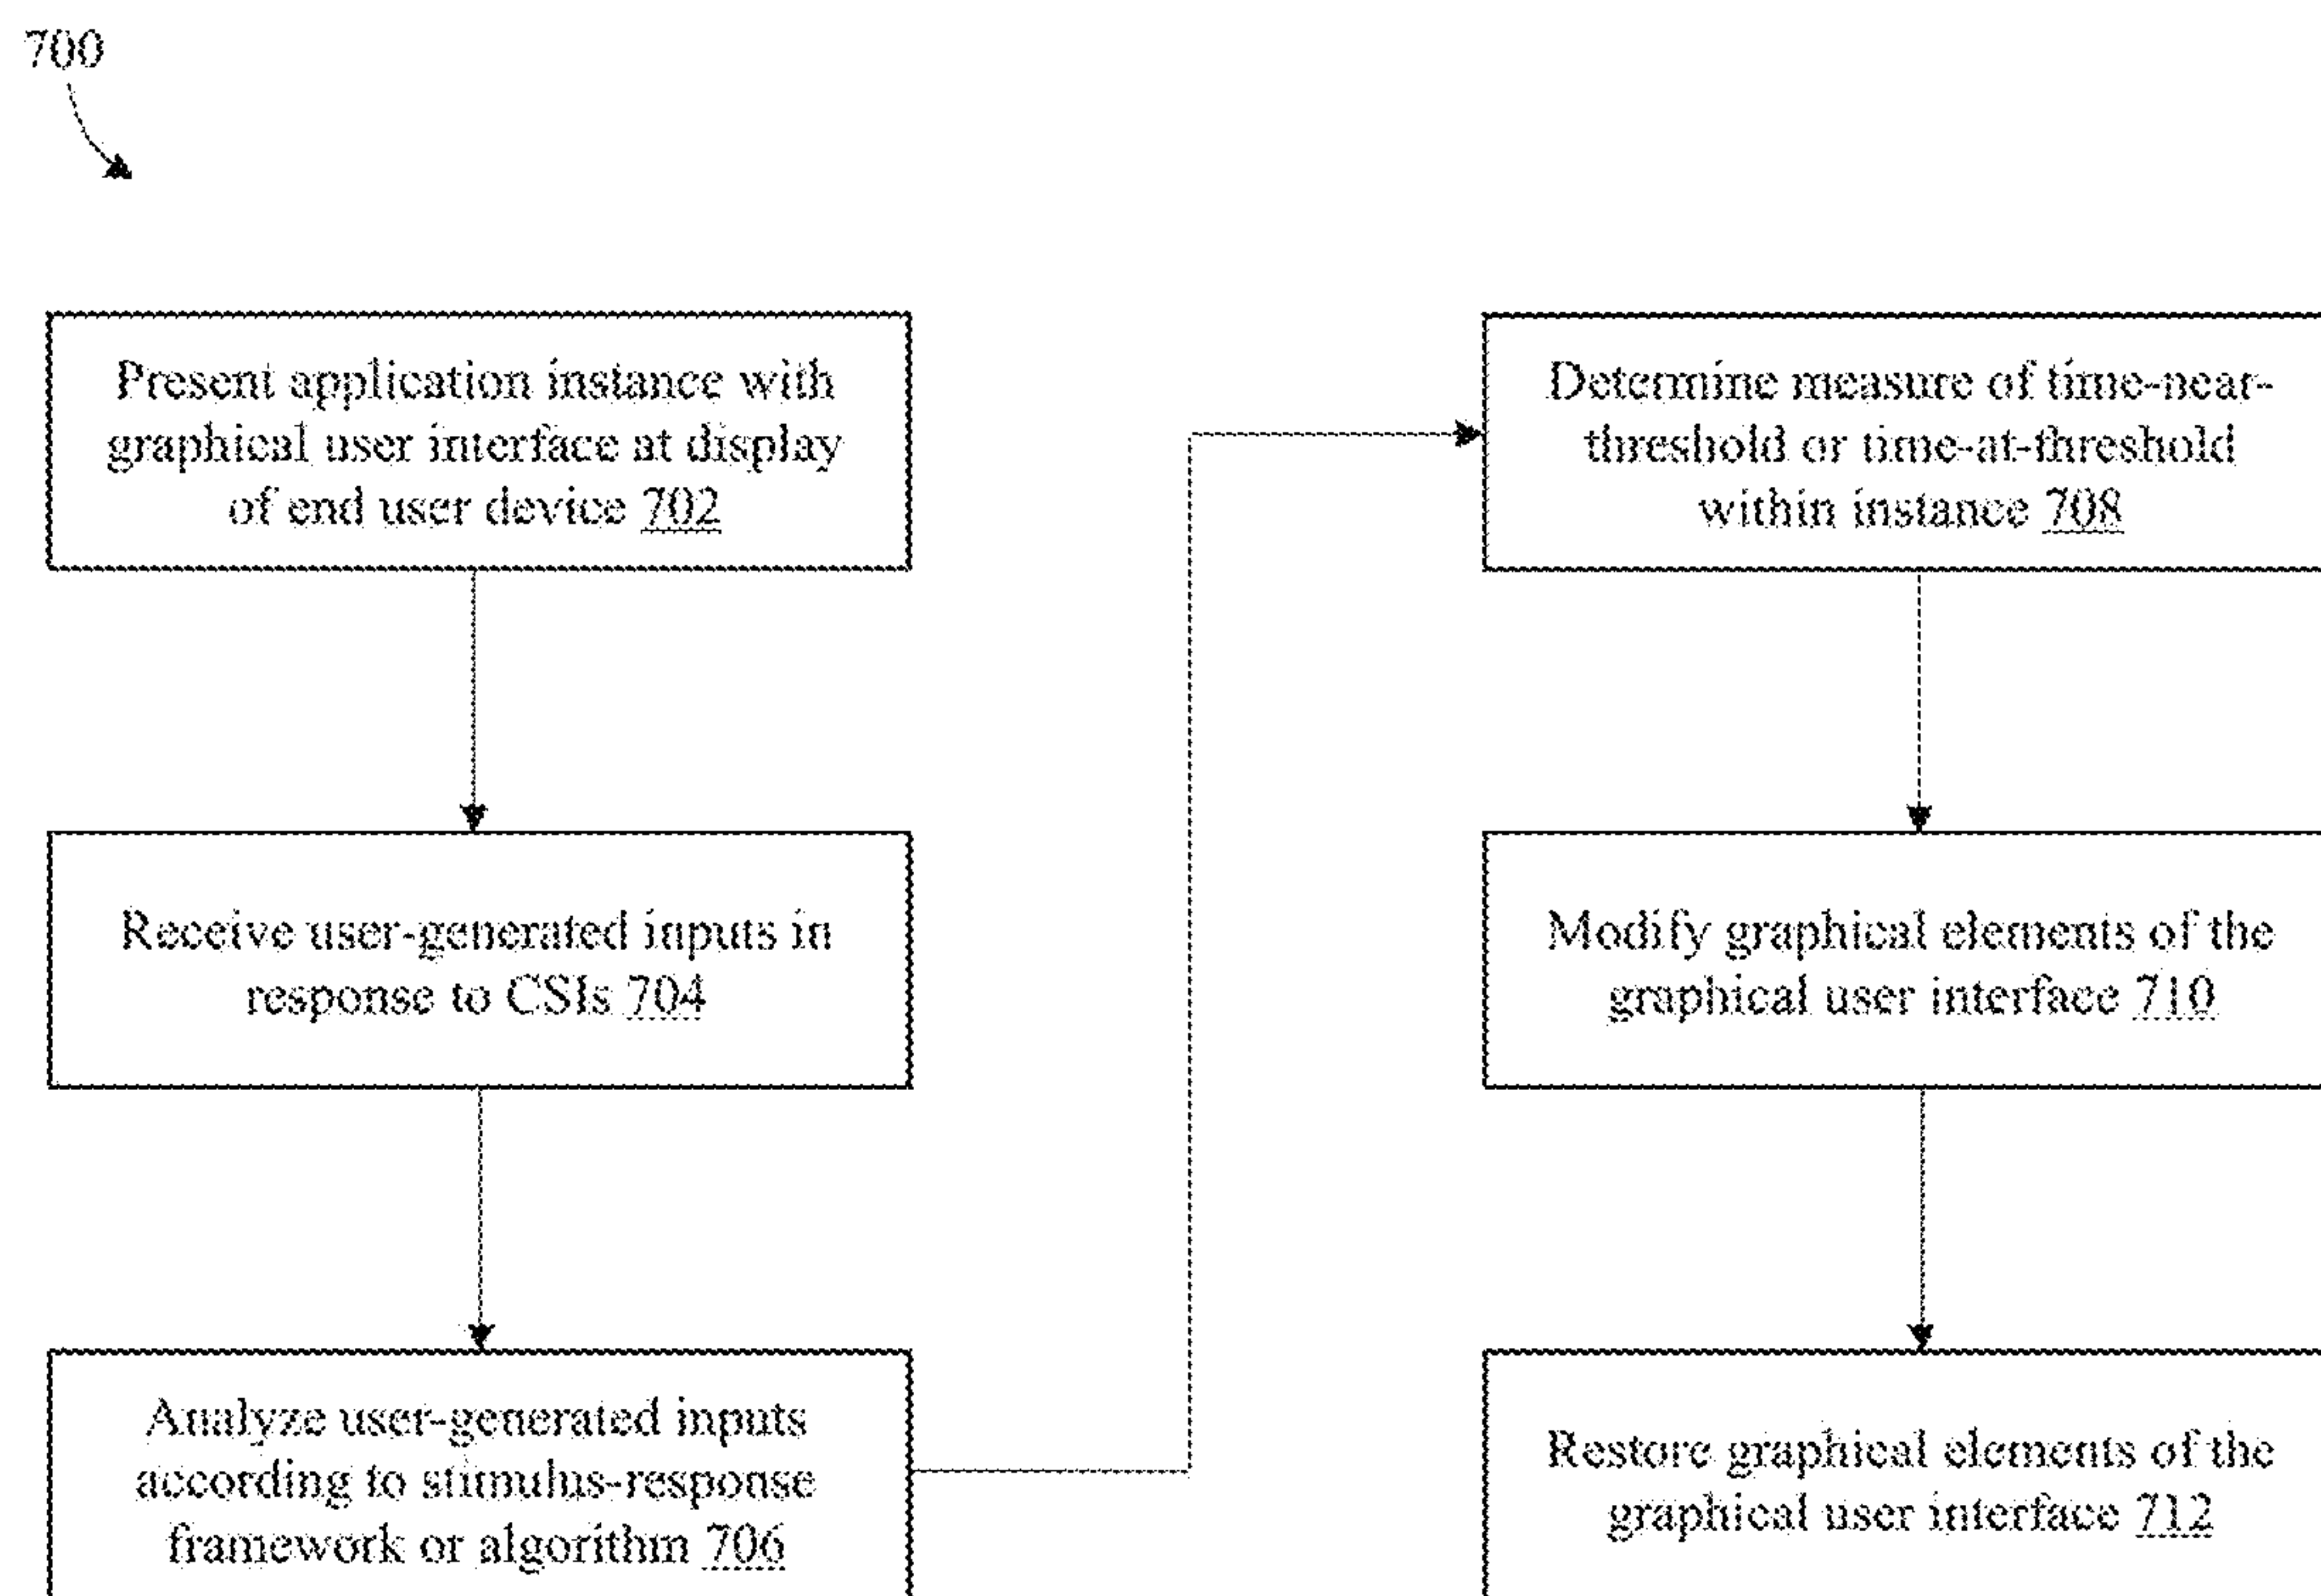 700
Present application instance with
graphical user interface at display
of end user device 702
Receive user-generated inputs in
response to CSIs 704
Analyze user-generated inputs
according to stimulus-response
framework or algorithm 706
Determine measure of time-near-
threshold or time-at-threshold
within instance 708
Modify graphical elements of the
graphical user interface 710
Restore graphical elements of the
graphical user interface 712